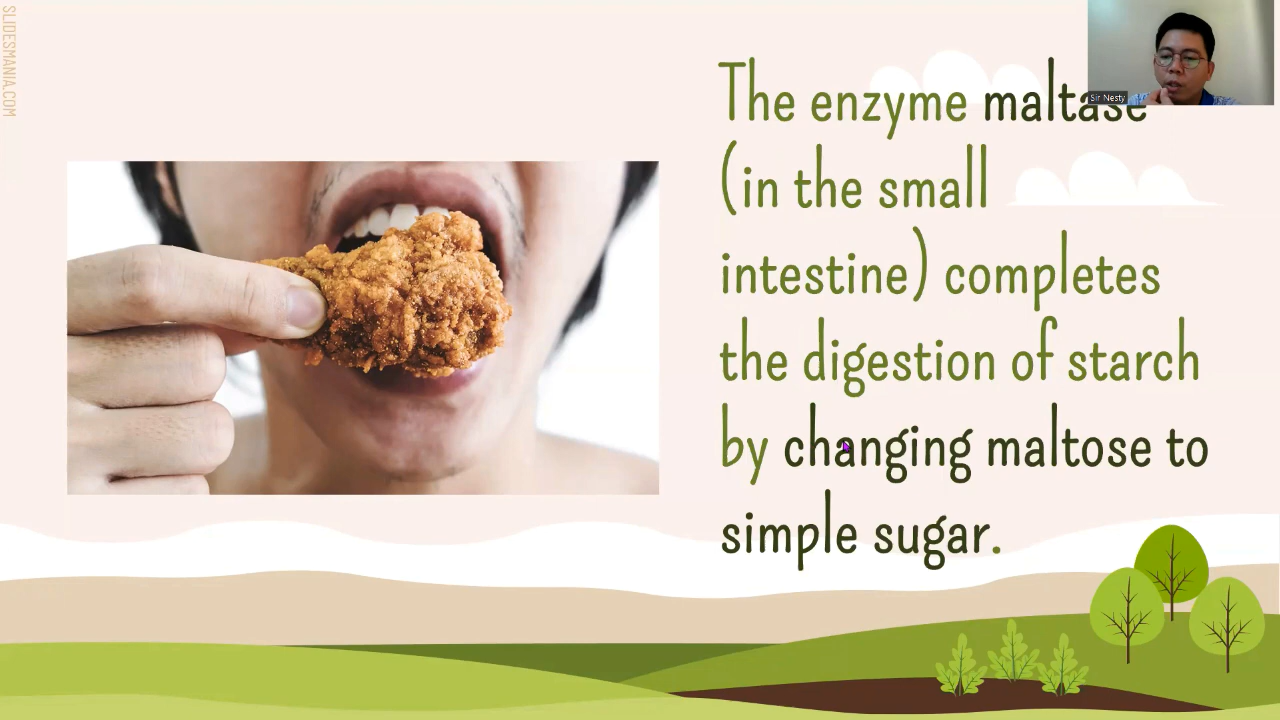 SLIDESMANIA.COM
The enzyme maltase
(in the small
intestine) completes
the digestion of starch
by changing maltose to
simple sugar.
Sir Nesty